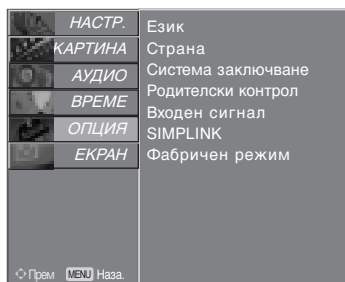 НАСТР.
КАРТИНА
АУДИО
ВРЕМЕ
ОПЦИЯ
ЕКРАН
Език
Страна
Система заключване
Родителски контрол
Входен сигнал
SIMPLINK
Фабричен режим
Прем MENU Наза.